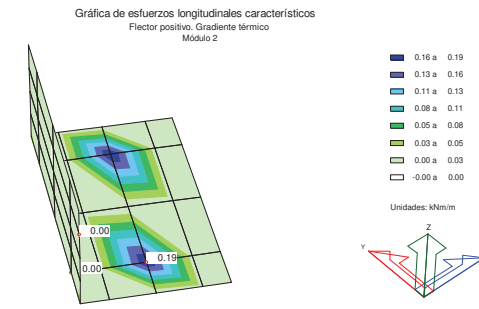 Gráfica de esfuerzos longitudinales característicos
Flector positivo. Gradiente térmico
Módulo 2
0.16 a 0.19
0.13 a 0.16
0.11 a 0.13
0.08 a 0.11
0.05 a 0.08
0.03 a 0.05
0.00 a 0.03
-0.00 a 0.00
Unidades: kNm/m
Z
Y
0.00
0.19
0.00